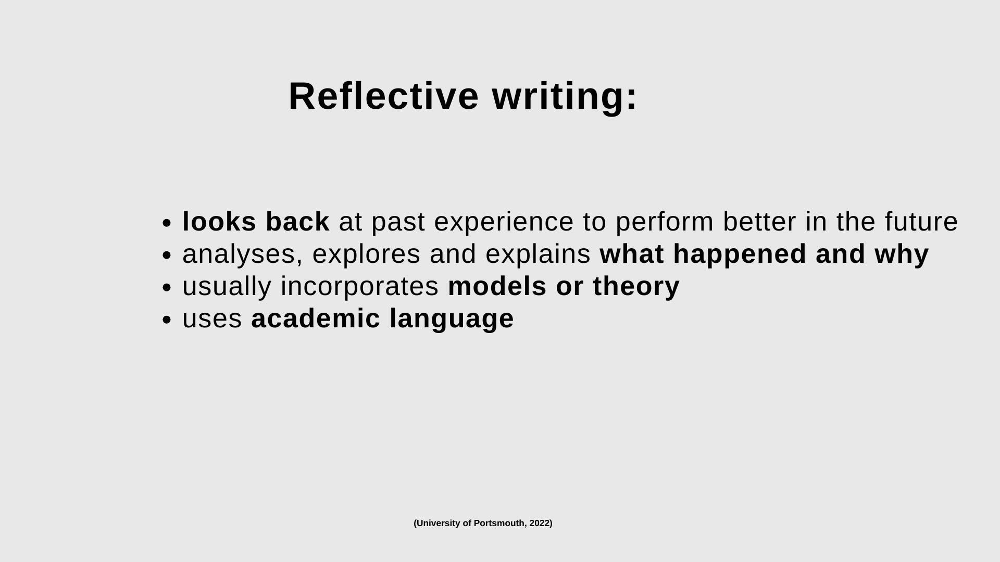 Reflective writing:
• looks back at past experience to perform better in the future
• analyses, explores and explains what happened and why
• usually incorporates models or theory
• uses academic language
(University of Portsmouth, 2022)